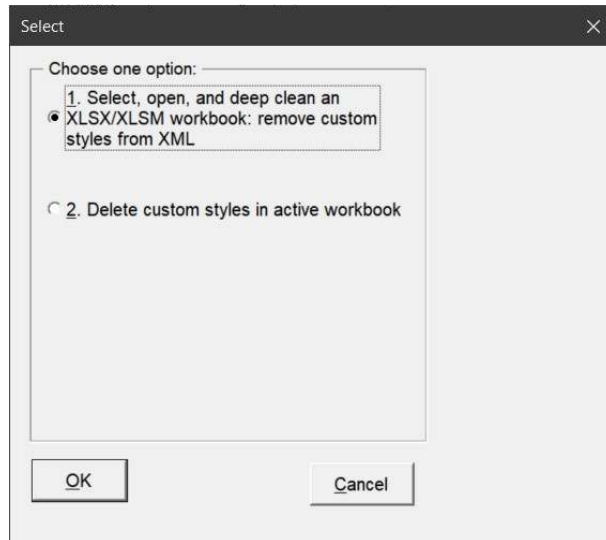 Select
Choose one option:
1. Select, open, and deep clean an
XLSX/XLSM workbook: remove custom
styles from XML
2. Delete custom styles in active workbook
OK
Cancel